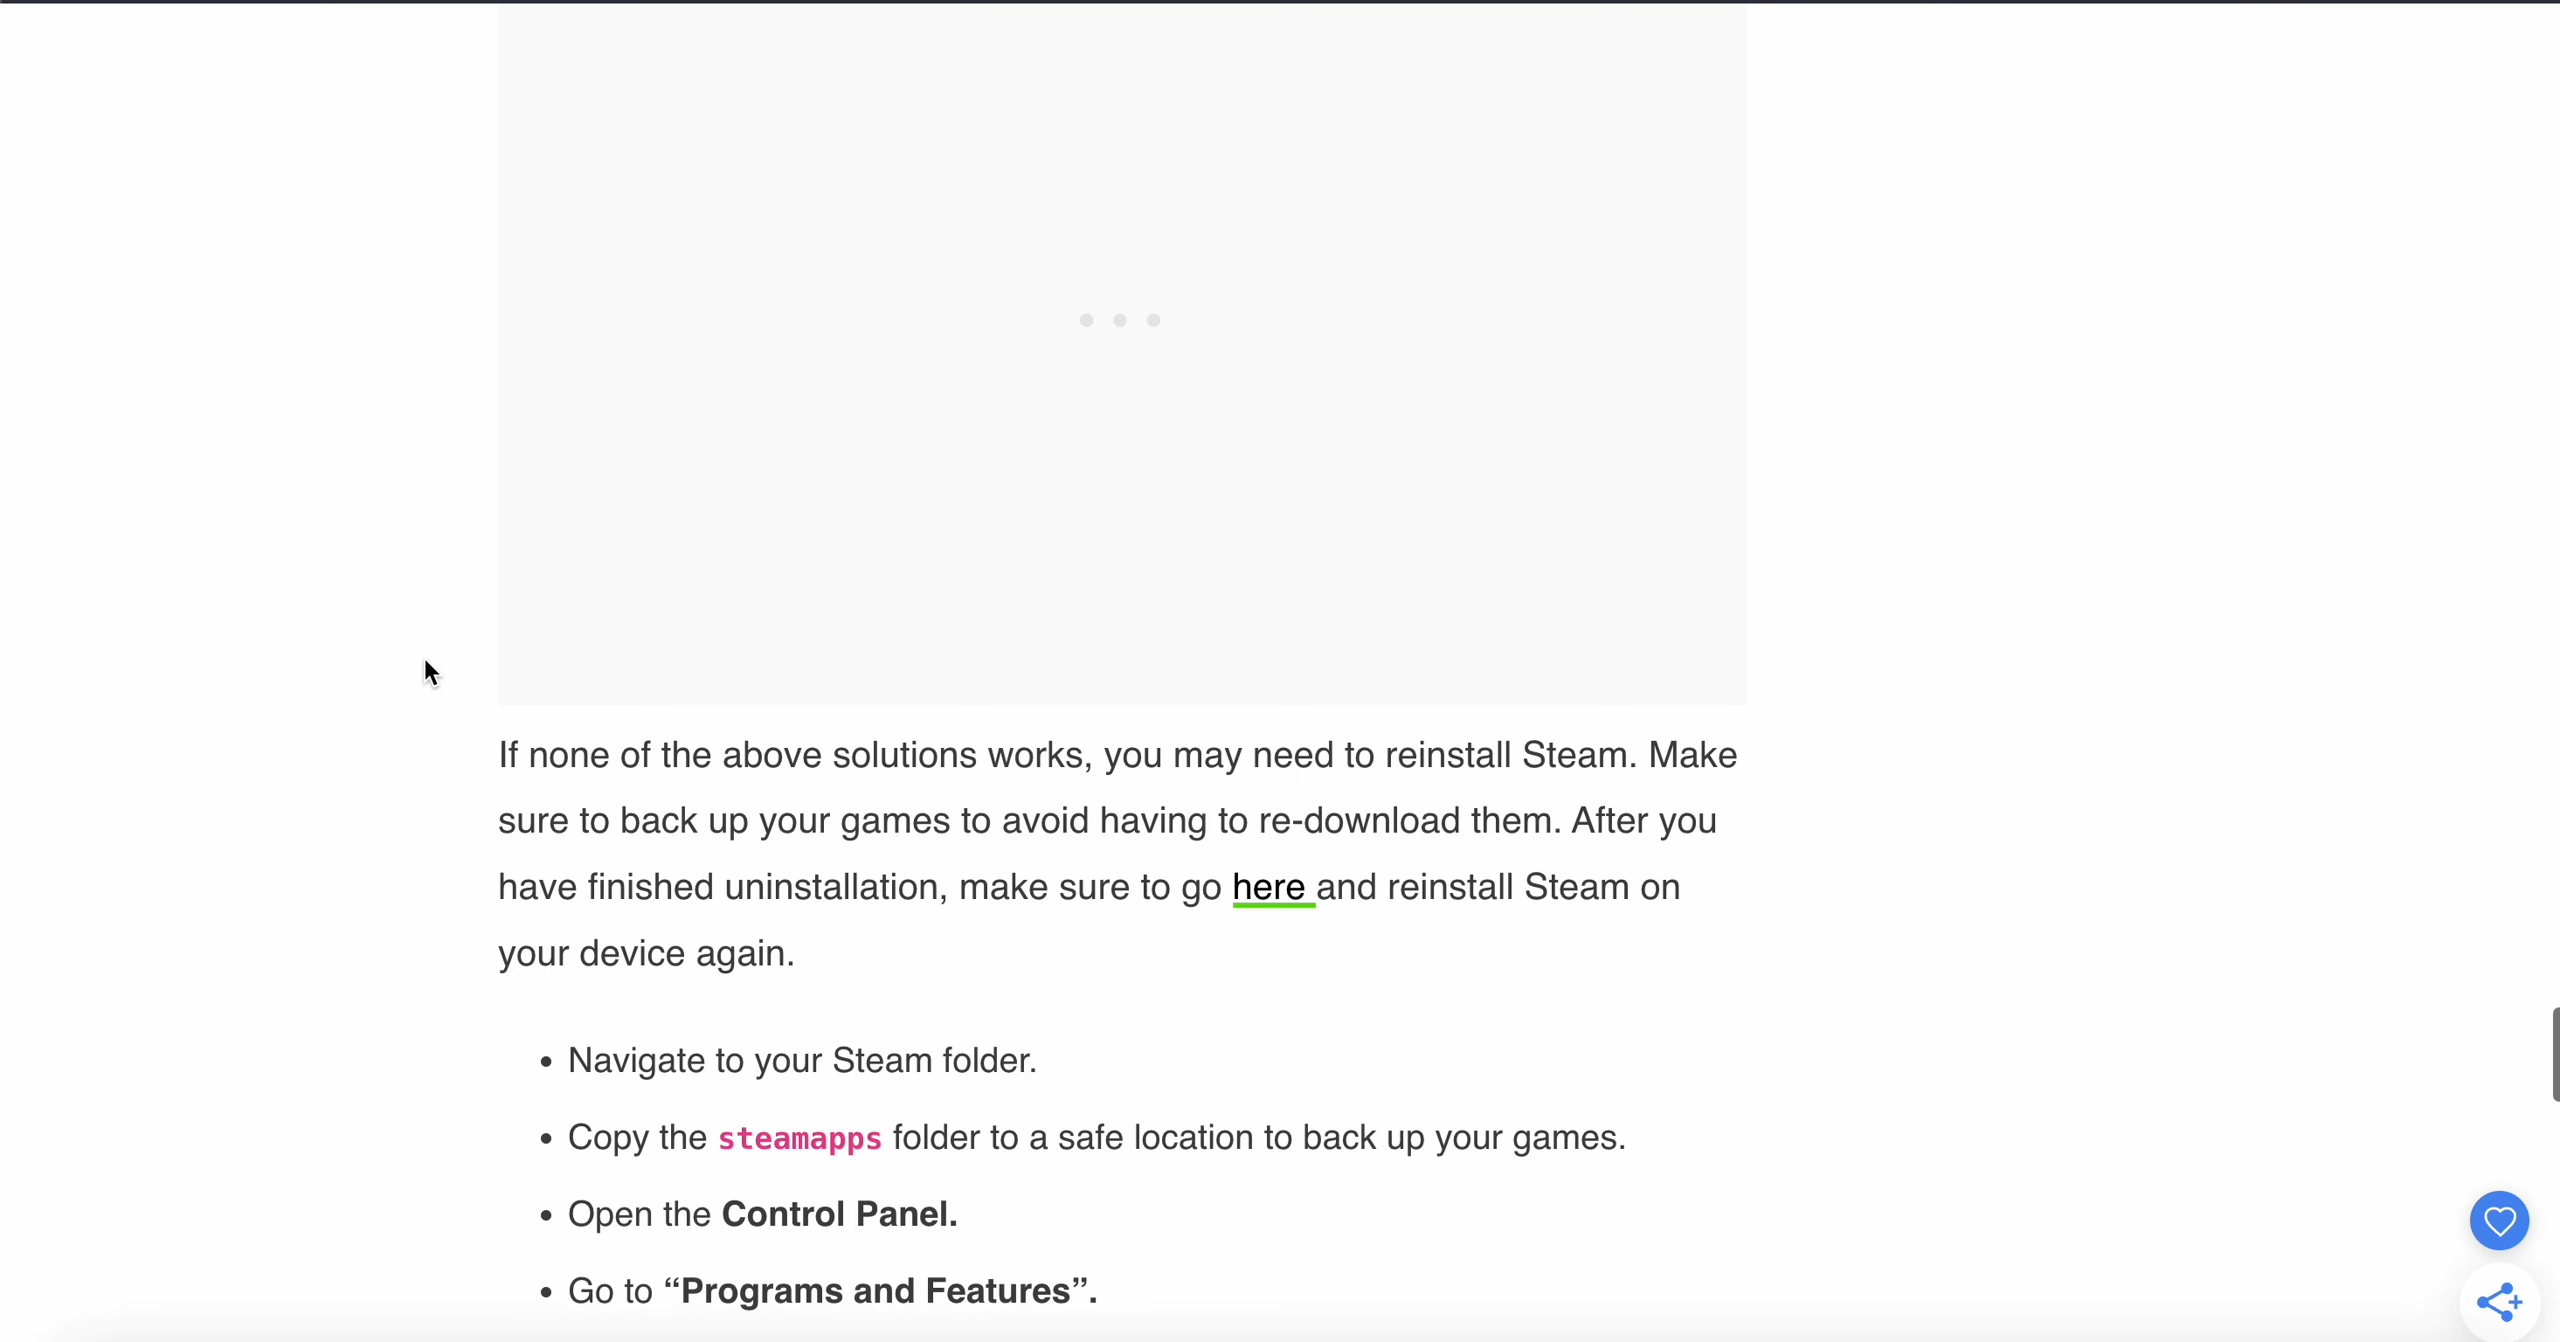 If none of the above solutions works, you may need to reinstall Steam. Make
sure to back up your games to avoid having to re-download them. After you
have finished uninstallation, make sure to go here and reinstall Steam on
your device again.
• Navigate to your Steam folder.
• Copy the steamapps folder to a safe location to back up your games.
• Open the Control Panel.
• Go to “Programs and Features”.